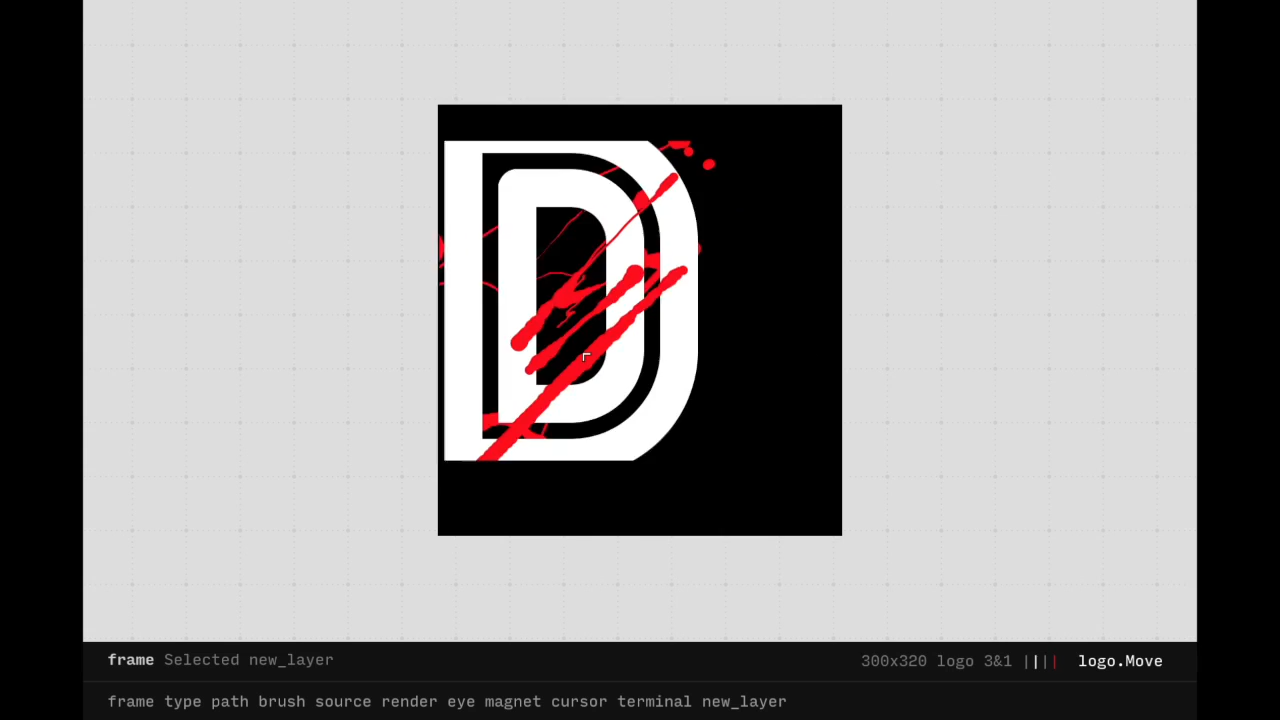 D
frame Selected new_layer
300x320 logo 3&1 |||| logo.Move
frame type path brush source render eye magnet cursor terminal new_layer